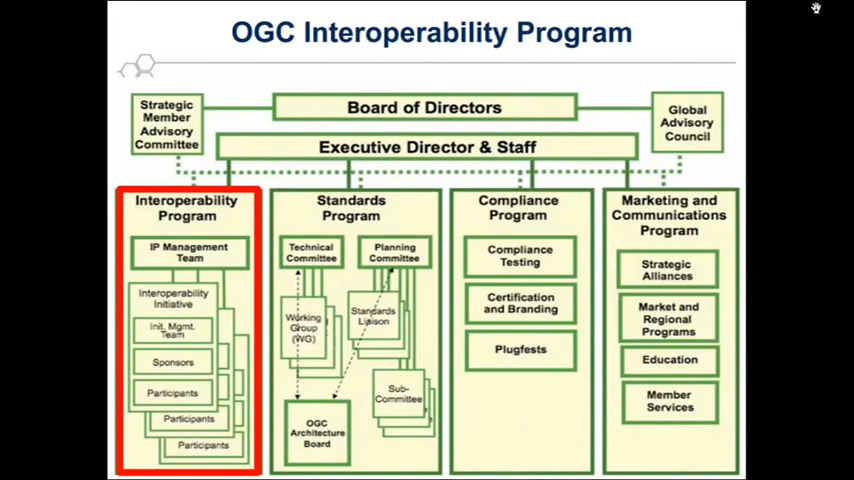 OGC Interoperability Program
Strategic
Member
Advisory
Committee
Board of Directors
Global
Advisory
Council
Executive Director & Staff
Interoperability
Program
IP Management
Team
Interoperability
Initiative
Init. Mgmt.
Team
Sponsors
Participants
Participants
Participants
Standards
Program
Technical
Committee
Planning
Committee
Working
Group
(WG)
Standards
Liaison
Sub-
Committee
OGC
Architecture
Board
Compliance
Program
Compliance
Testing
Certification
and Branding
Plugfests
Marketing and
Communications
Program
Strategic
Alliances
Market and
Regional
Programs
Education
Member
Services